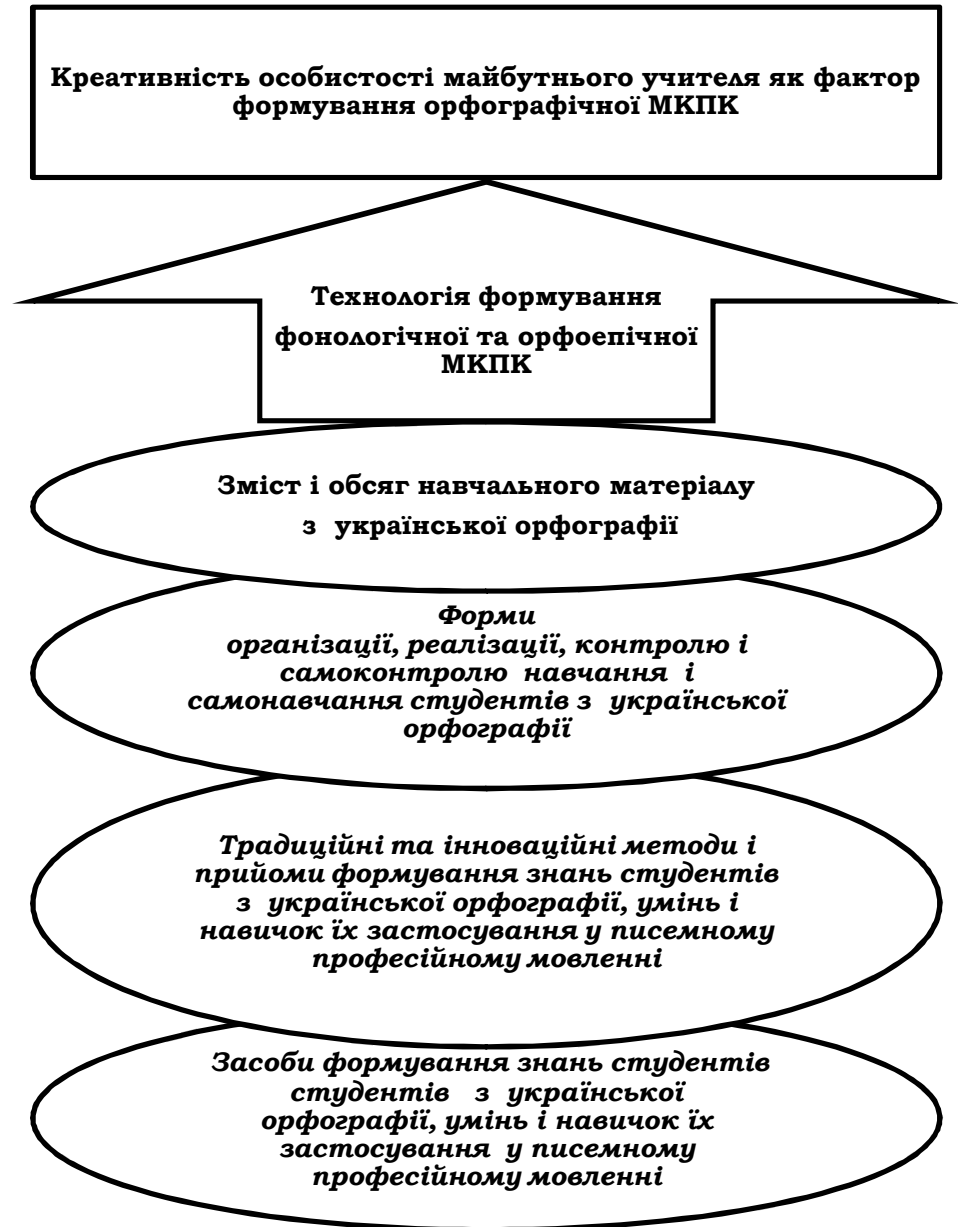 Креативність особистості майбутнього учителя як фактор
формування орфографічної МКПК
Технологія формування
фонологічної та орфоепічної
МКПК
Зміст і обсяг навчального матеріалу
з української орфографії
Форми
організації, реалізації, контролю і
самоконтролю навчання і
самонавчання студентів з української
орфографії
Традиційні та інноваційні методи і
прийоми формування знань студентів
з української орфографії, умінь і
навичок їх застосування у писемному
професійному мовленні
Засоби формування знань студентів
студентів з української
орфографії, умінь і навичок їх
застосування у писемному
професійному мовленні